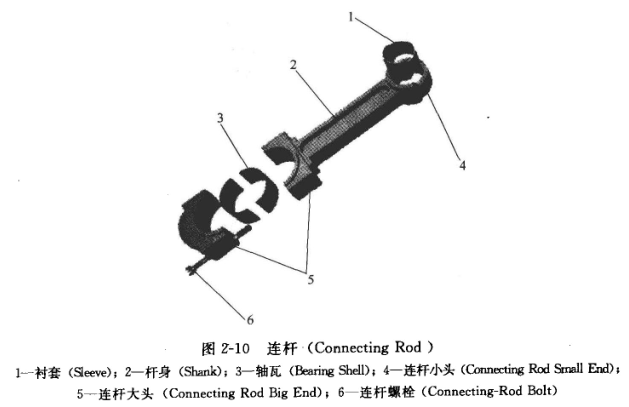 1
2
3
4
5
6
图 2-10 连杆 (Connecting Rod )
1—衬套 (Sleeve); 2—杆身 (Shank); 3—轴瓦 (Bearing Shell); 4—连杆小头 (Connecting Rod Small End);
5—连杆大头 (Connecting Rod Big End); 6—连杆螺栓 (Connecting-Rod Bolt)